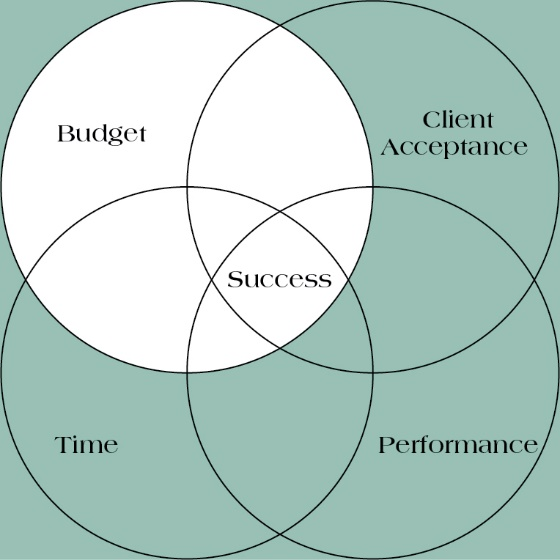 Budget
Client
Acceptance
Success
Time
Performance